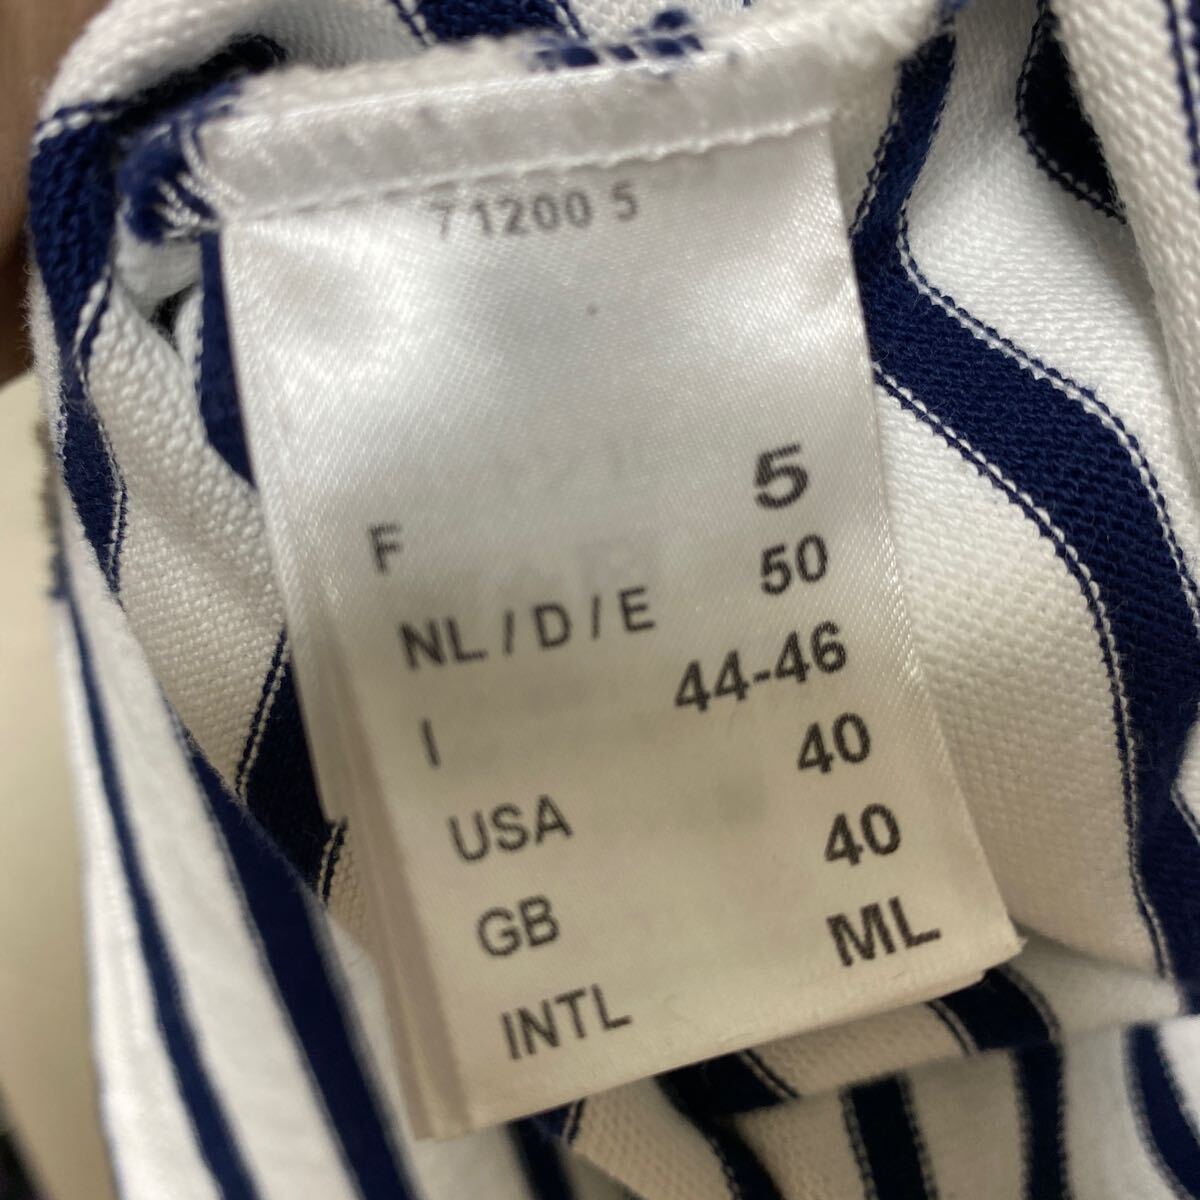 71200 5
F 5
NL / D / E 50
I 44-46
USA 40
GB 40
INTL ML